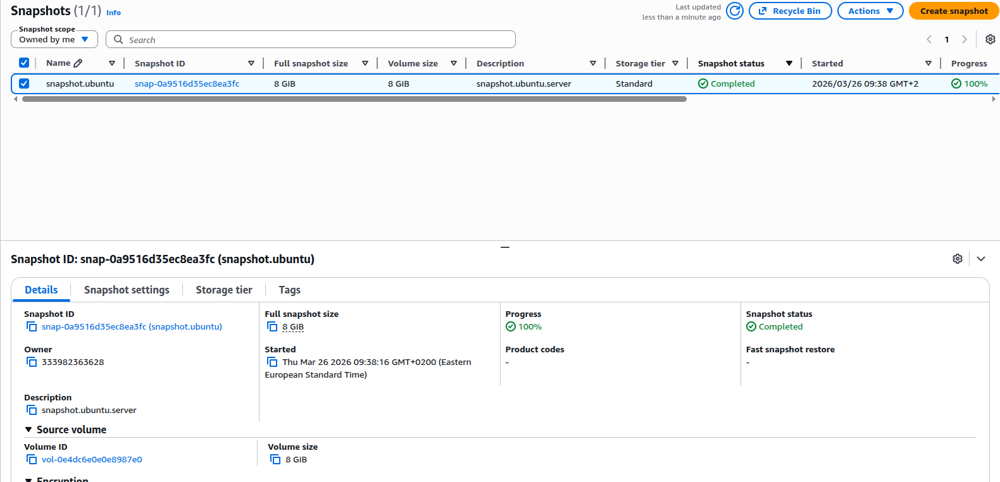 Snapshots (1/1) Info
Last updated
less than a minute ago
Recycle Bin
Actions
Create snapshot
Snapshot scope
Owned by me
Search
1
Name Snapshot ID Full snapshot size Volume size Description Storage tier Snapshot status Started Progress
snapshot.ubuntu snap-0a9516d35ec8ea3fc 8 GiB 8 GiB snapshot.ubuntu.server Standard Completed 2026/03/26 09:38 GMT+2 100%
Snapshot ID: snap-0a9516d35ec8ea3fc (snapshot.ubuntu)
Details Snapshot settings Storage tier Tags
Snapshot ID
snap-0a9516d35ec8ea3fc (snapshot.ubuntu)
Full snapshot size
8 GiB
Progress
100%
Snapshot status
Completed
Owner
333982363628
Started
Thu Mar 26 2026 09:38:16 GMT+0200 (Eastern
European Standard Time)
Product codes
-
Fast snapshot restore
-
Description
snapshot.ubuntu.server
Source volume
Volume ID
vol-0e4dc6e0e0e8987e0
Volume size
8 GiB
Encryption